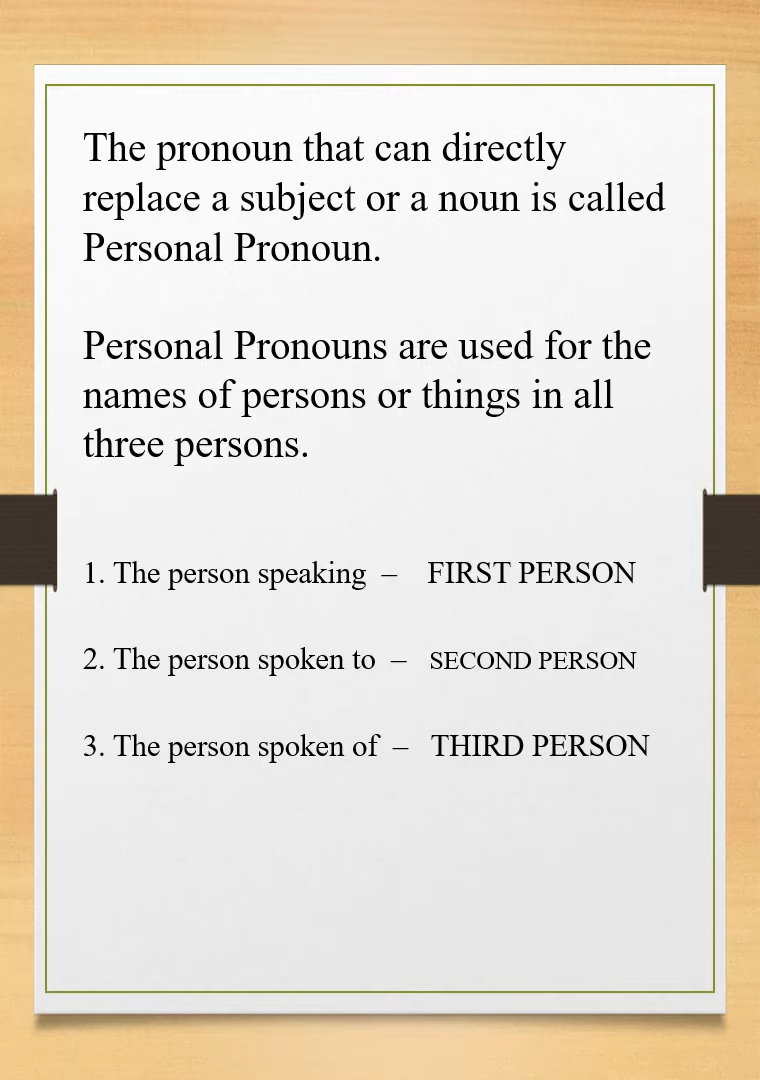 The pronoun that can directly
replace a subject or a noun is called
Personal Pronoun.
Personal Pronouns are used for the
names of persons or things in all
three persons.
1. The person speaking – FIRST PERSON
2. The person spoken to – SECOND PERSON
3. The person spoken of – THIRD PERSON